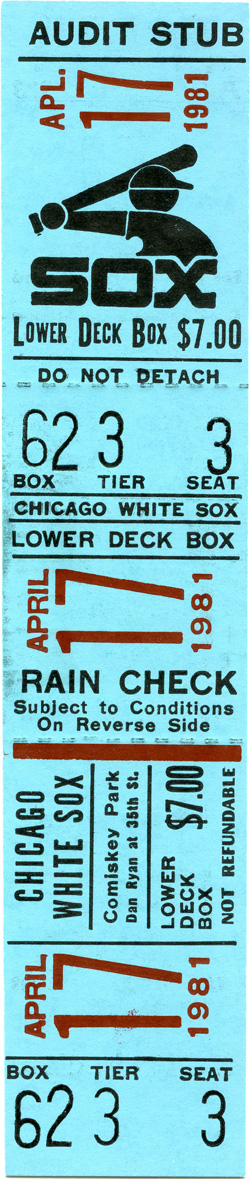 AUDIT STUB
APL. 17 1981
SOX
LOWER DECK BOX $7.00
DO NOT DETACH
62 3 3
BOX TIER SEAT
CHICAGO WHITE SOX
LOWER DECK BOX
APRIL 17 1981
RAIN CHECK
Subject to Conditions
On Reverse Side
CHICAGO
WHITE SOX
Comiskey Park
Dan Ryan at 35th St.
LOWER
DECK
BOX
$7.00
NOT REFUNDABLE
APRIL 17 1981
BOX TIER SEAT
62 3 3